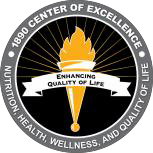 1890 CENTER OF EXCELLENCE
ENHANCING
QUALITY OF LIFE
NUTRITION, HEALTH, WELLNESS, AND QUALITY OF LIFE